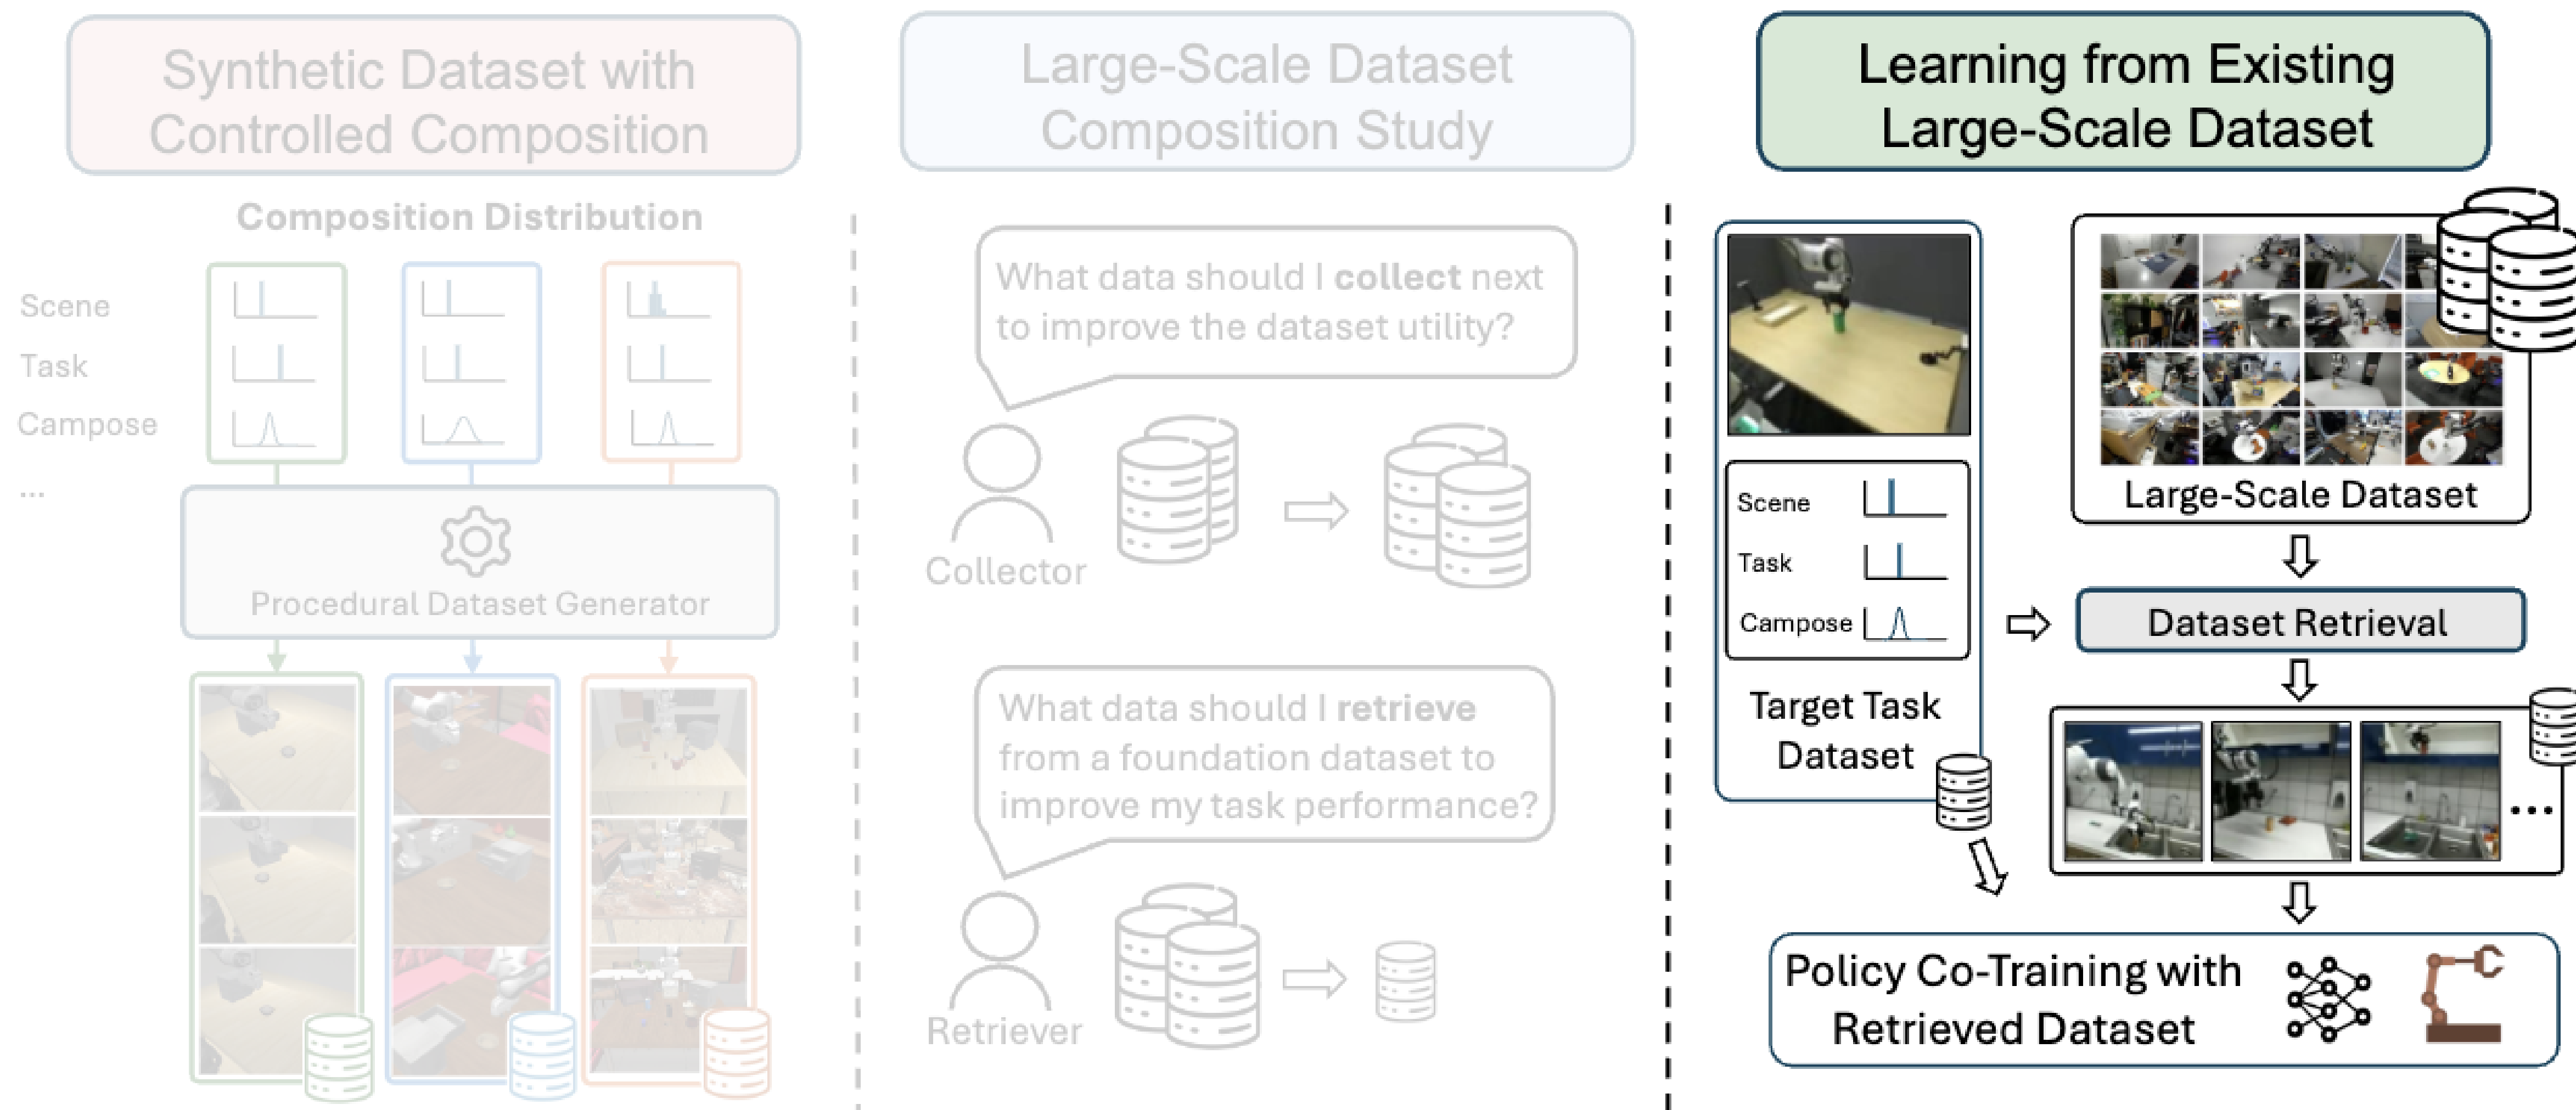 Synthetic Dataset with
Controlled Composition
Composition Distribution
Scene
Task
Campose
...
Procedural Dataset Generator
Large-Scale Dataset
Composition Study
What data should I collect next
to improve the dataset utility?
Collector
What data should I retrieve
from a foundation dataset to
improve my task performance?
Retriever
Learning from Existing
Large-Scale Dataset
Scene
Task
Campose
Target Task
Dataset
Large-Scale Dataset
Dataset Retrieval
...
Policy Co-Training with
Retrieved Dataset